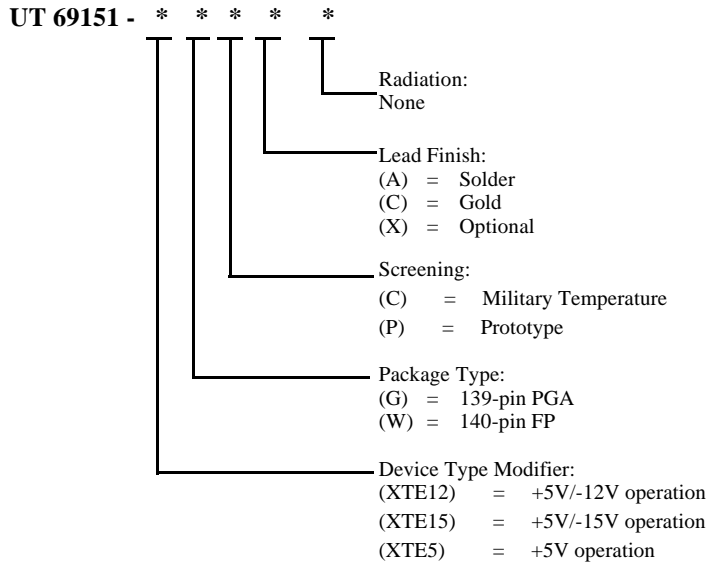 UT 69151 - * * * * *
Radiation:
None
Lead Finish:
(A) = Solder
(C) = Gold
(X) = Optional
Screening:
(C) = Military Temperature
(P) = Prototype
Package Type:
(G) = 139-pin PGA
(W) = 140-pin FP
Device Type Modifier:
(XTE12) = +5V/-12V operation
(XTE15) = +5V/-15V operation
(XTE5) = +5V operation